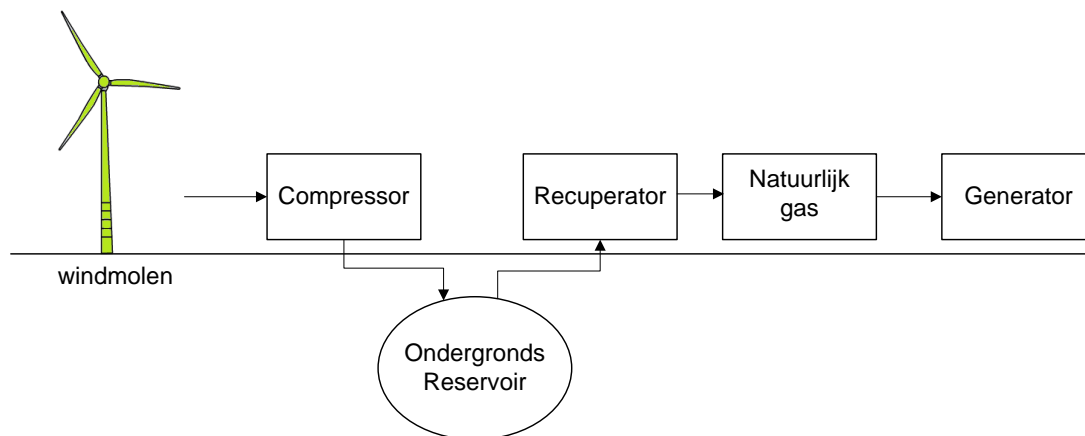 Compressor
Recuperator
Natuurlijk
gas
Generator
windmolen
Ondergronds
Reservoir